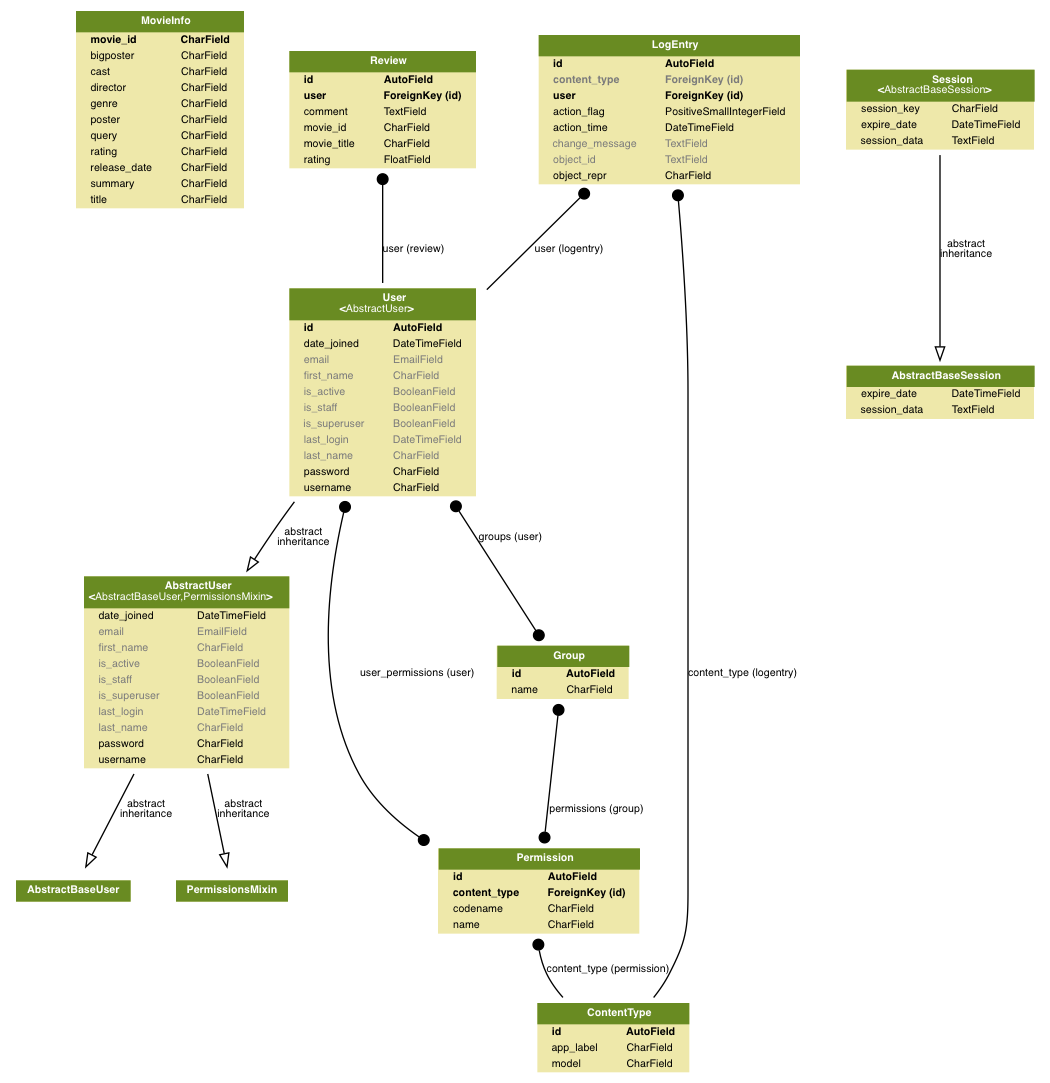 MovieInfo
movie_id CharField
bigposter CharField
cast CharField
director CharField
genre CharField
poster CharField
query CharField
rating CharField
release_date CharField
summary CharField
title CharField
Review
id AutoField
user ForeignKey (id)
comment TextField
movie_id CharField
movie_title CharField
rating FloatField
LogEntry
id AutoField
content_type ForeignKey (id)
user ForeignKey (id)
action_flag PositiveSmallIntegerField
action_time DateTimeField
change_message TextField
object_id TextField
object_repr CharField
Session
<AbstractBaseSession>
session_key CharField
expire_date DateTimeField
session_data TextField
user (review)
user (logentry)
abstract
inheritance
User
<AbstractUser>
id AutoField
date_joined DateTimeField
email EmailField
first_name CharField
is_active BooleanField
is_staff BooleanField
is_superuser BooleanField
last_login DateTimeField
last_name CharField
password CharField
username CharField
AbstractBaseSession
expire_date DateTimeField
session_data TextField
abstract
inheritance
groups (user)
AbstractUser
<AbstractBaseUser,PermissionsMixin>
date_joined DateTimeField
email EmailField
first_name CharField
is_active BooleanField
is_staff BooleanField
is_superuser BooleanField
last_login DateTimeField
last_name CharField
password CharField
username CharField
user_permissions (user)
Group
id AutoField
name CharField
content_type (logentry)
abstract
inheritance
abstract
inheritance
permissions (group)
AbstractBaseUser
PermissionsMixin
Permission
id AutoField
content_type ForeignKey (id)
codename CharField
name CharField
content_type (permission)
ContentType
id AutoField
app_label CharField
model CharField